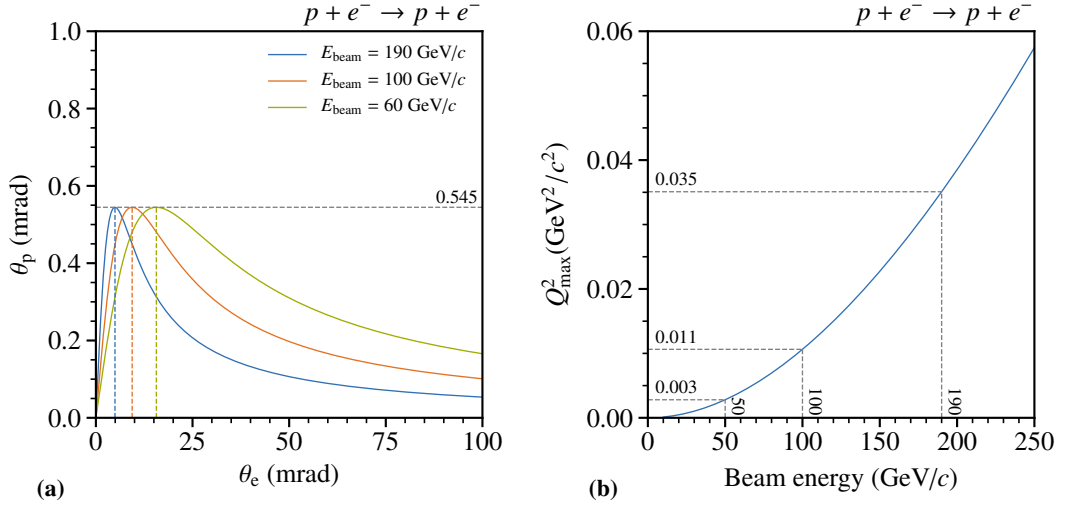 p + e⁻ → p + e⁻
1.0
0.8
0.6
0.4
0.2
0.0
θp (mrad)
E_beam = 190 GeV/c
E_beam = 100 GeV/c
E_beam = 60 GeV/c
0.545
0 25 50 75 100
θe (mrad)
(a)
p + e⁻ → p + e⁻
0.06
0.04
0.02
0.00
Q²max(GeV²/c²)
0.035
0.011
0.003
50
100
190
0 50 100 150 200 250
Beam energy (GeV/c)
(b)